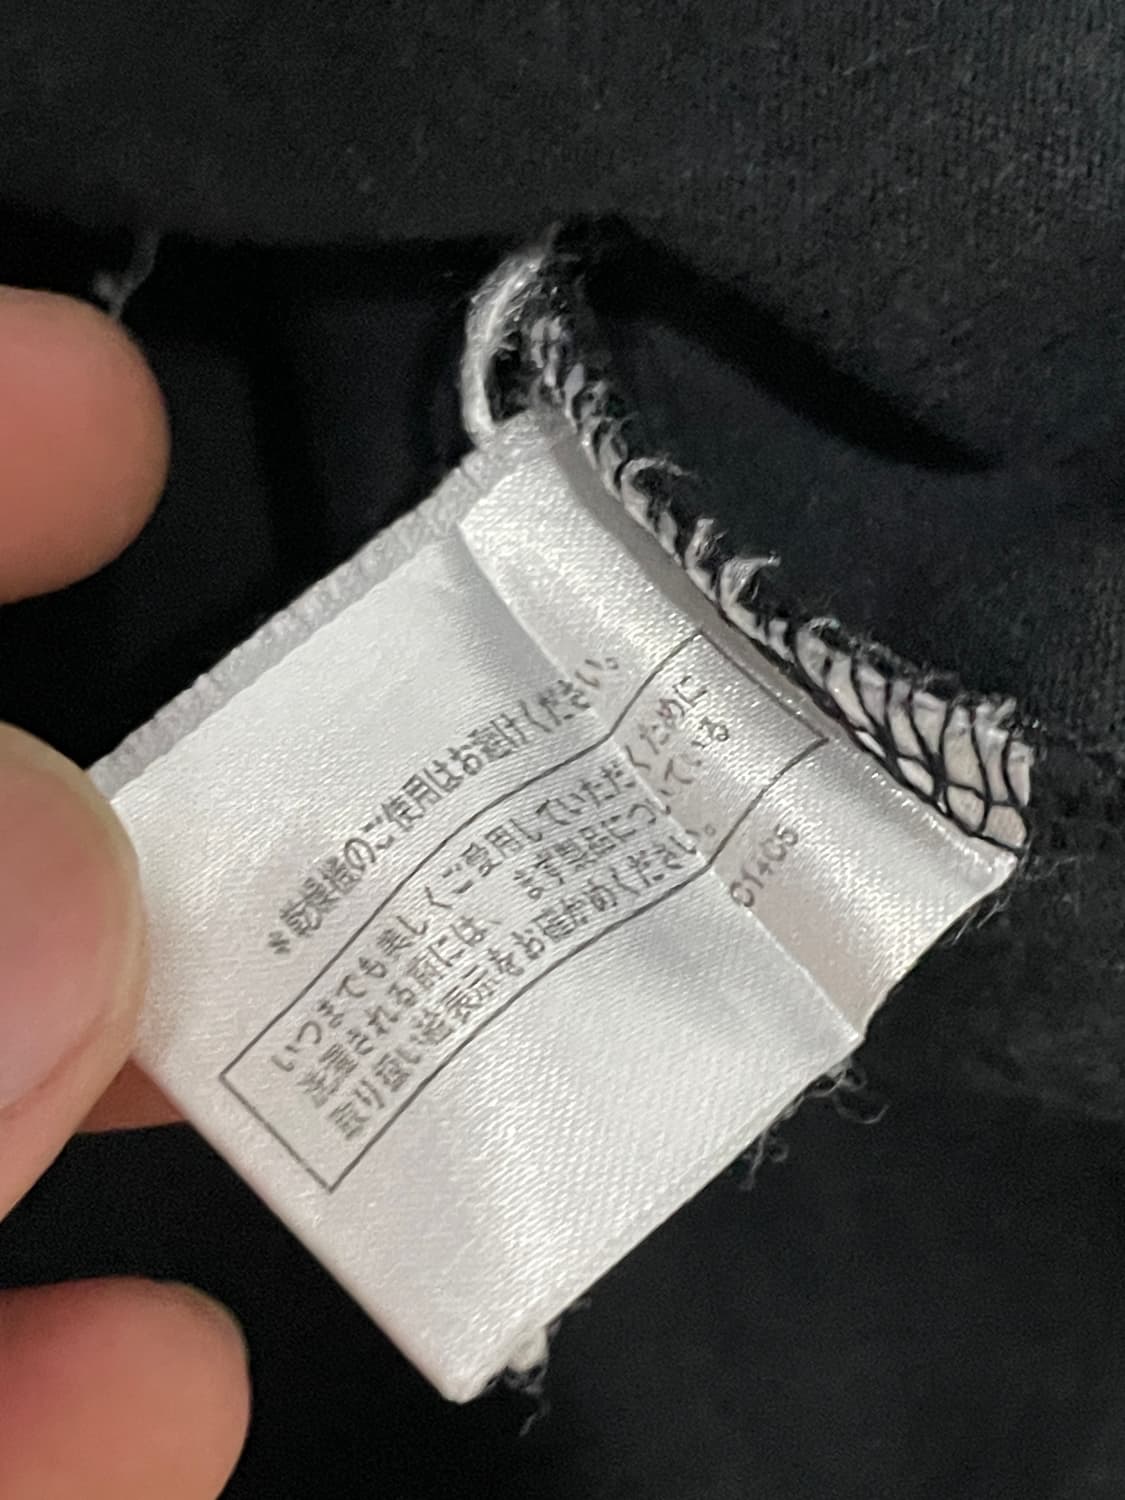 ※乾燥機のご使用はお避けください。
いつまでも美しくご愛用していただくために
洗濯される前には、まず製品についている
取り扱い絵表示をお確かめください。